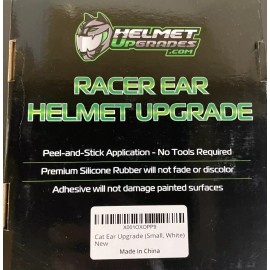 HELMET
UPGRADES
.COM
RACER EAR
HELMET UPGRADE
Peel-and-Stick Application - No Tools Required
Premium Silicone Rubber will not fade or discolor
Adhesive will not damage painted surfaces
Cat Ear Upgrade (Small, White)
New
Made in China